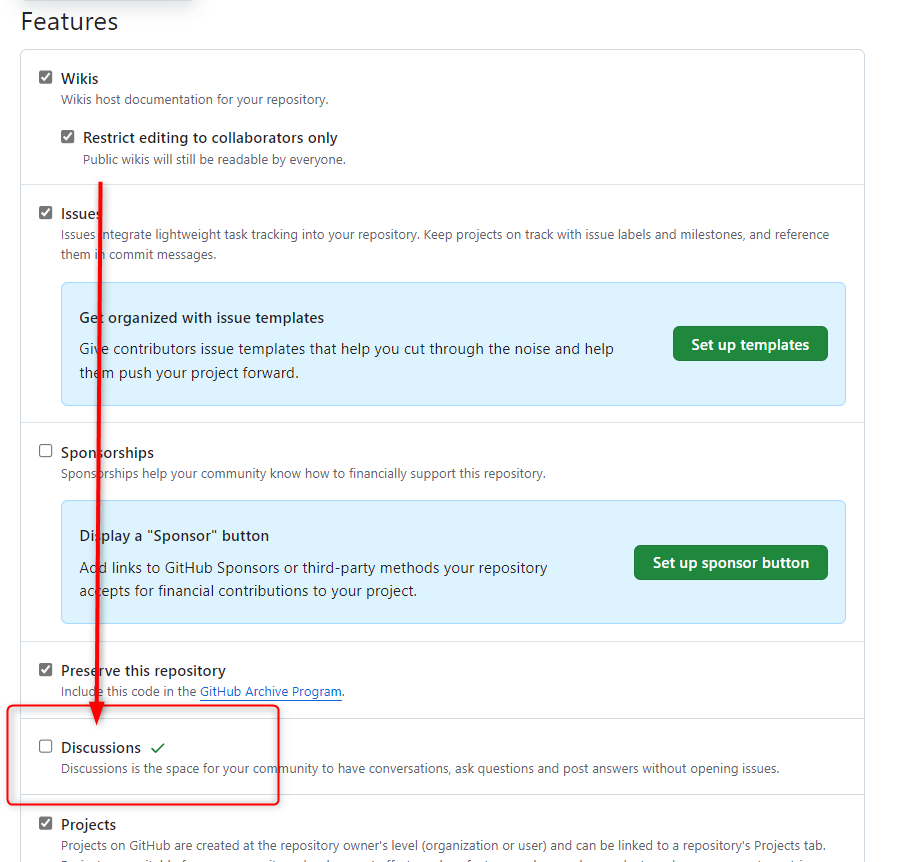 Features
Wikis
Wikis host documentation for your repository.
Restrict editing to collaborators only
Public wikis will still be readable by everyone.
Issues
Issues integrate lightweight task tracking into your repository. Keep projects on track with issue labels and milestones, and reference
them in commit messages.
Get organized with issue templates
Give contributors issue templates that help you cut through the noise and help
them push your project forward.
Set up templates
Sponsorships
Sponsorships help your community know how to financially support this repository.
Display a "Sponsor" button
Add links to GitHub Sponsors or third-party methods your repository
accepts for financial contributions to your project.
Set up sponsor button
Preserve this repository
Include this code in the GitHub Archive Program.
Discussions
Discussions is the space for your community to have conversations, ask questions and post answers without opening issues.
Projects
Projects on GitHub are created at the repository owner's level (organization or user) and can be linked to a repository's Projects tab.